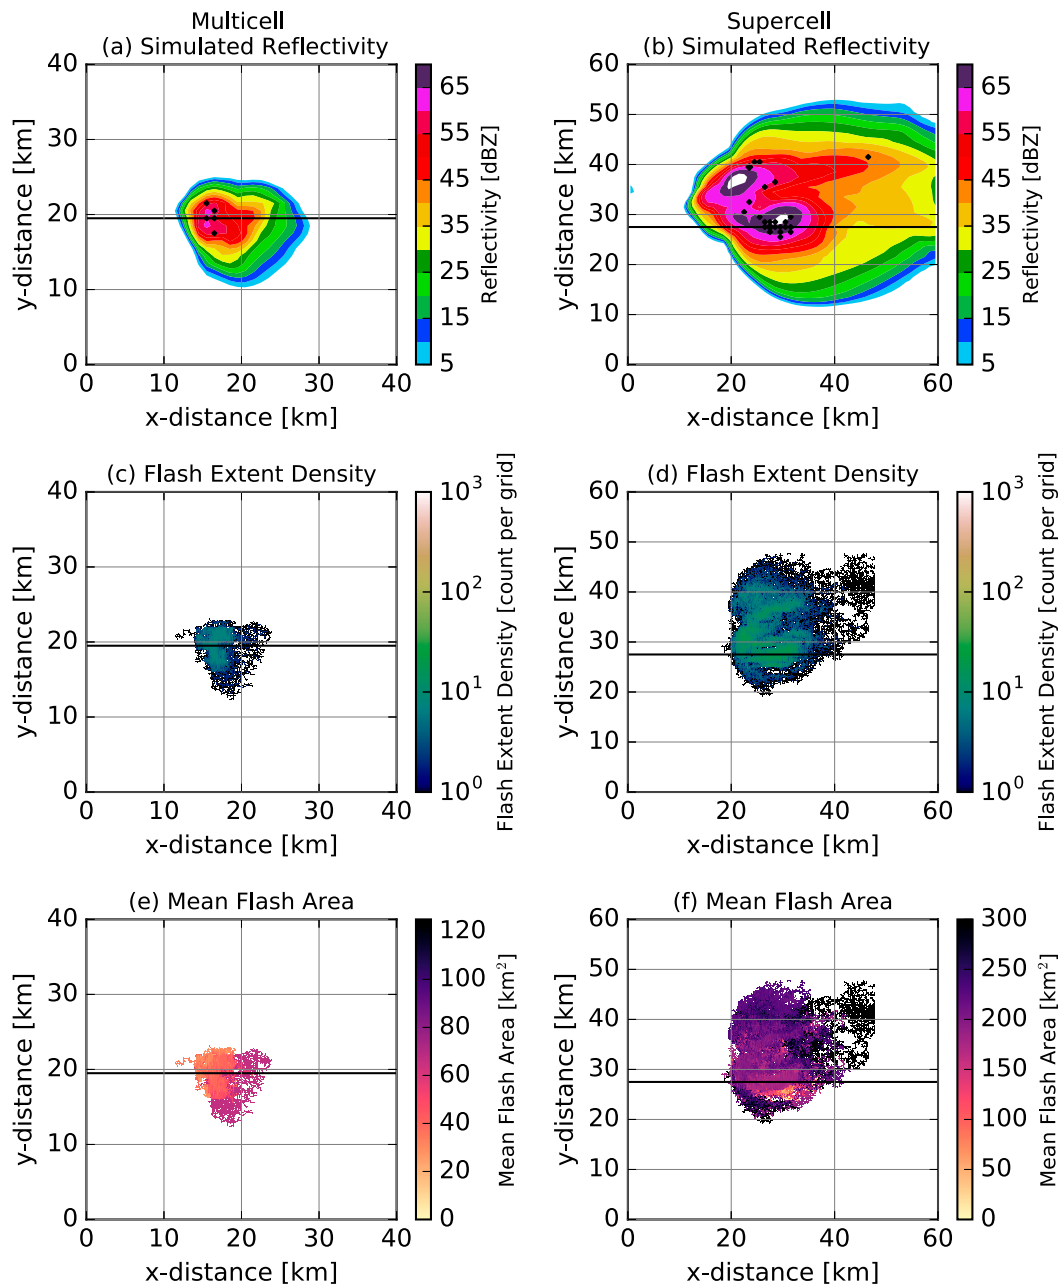 Multicell
(a) Simulated Reflectivity
40
30
20
10
0
0 10 20 30 40
y-distance [km]
x-distance [km]
65
55
45
35
25
15
5
Reflectivity [dBZ]
Supercell
(b) Simulated Reflectivity
60
50
40
30
20
10
0
0 20 40 60
y-distance [km]
x-distance [km]
65
55
45
35
25
15
5
Reflectivity [dBZ]
(c) Flash Extent Density
40
30
20
10
0
0 10 20 30 40
y-distance [km]
x-distance [km]
10³
10²
10¹
10⁰
Flash Extent Density [count per grid]
(d) Flash Extent Density
60
50
40
30
20
10
0
0 20 40 60
y-distance [km]
x-distance [km]
10³
10²
10¹
10⁰
Flash Extent Density [count per grid]
(e) Mean Flash Area
40
30
20
10
0
0 10 20 30 40
y-distance [km]
x-distance [km]
120
100
80
60
40
20
0
Mean Flash Area [km²]
(f) Mean Flash Area
60
50
40
30
20
10
0
0 20 40 60
y-distance [km]
x-distance [km]
300
250
200
150
100
50
0
Mean Flash Area [km²]